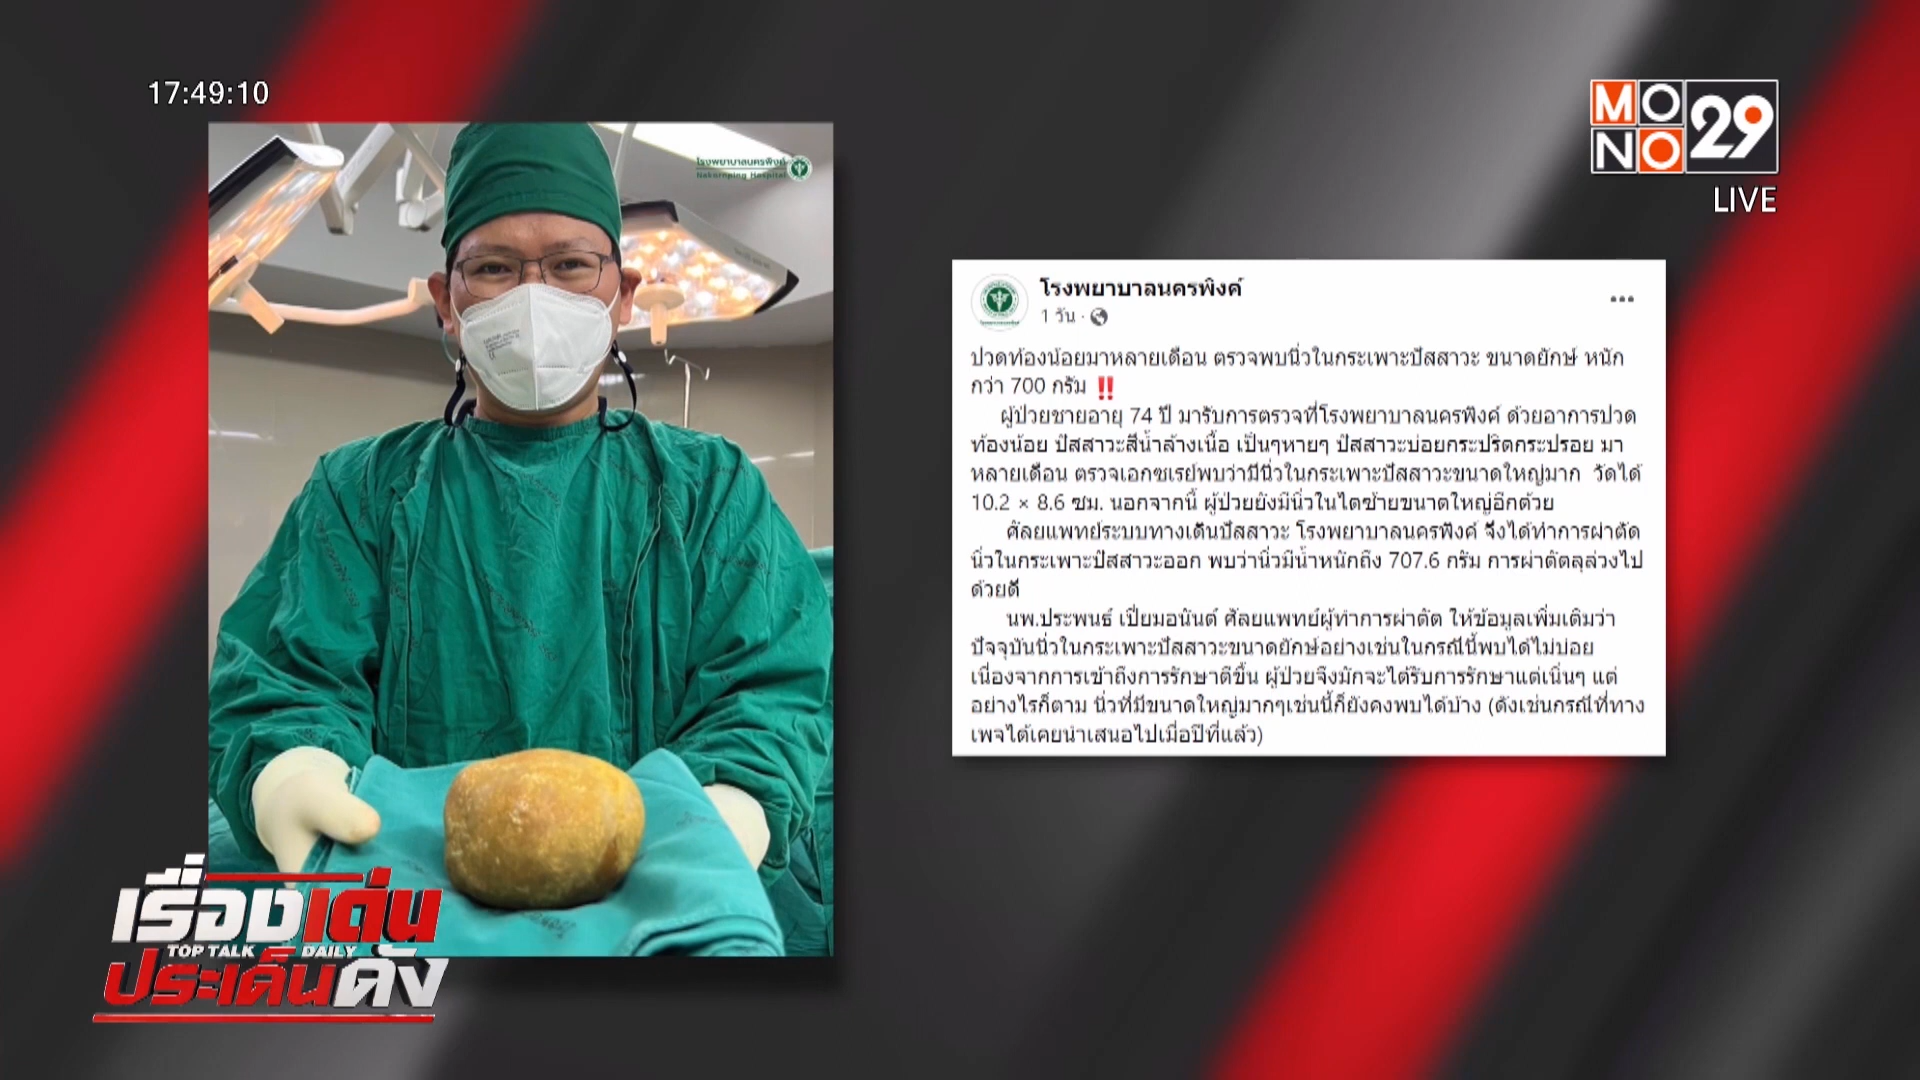 17:49:10
MONO 29
LIVE
โรงพยาบาลนครพิงค์
Nakornping Hospital
โรงพยาบาลนครพิงค์
1 วัน ·
ปวดท้องน้อยมาหลายเดือน ตรวจพบนิ่วในกระเพาะปัสสาวะ ขนาดยักษ์ หนัก
กว่า 700 กรัม ‼️
ผู้ป่วยชายอายุ 74 ปี มารับการตรวจที่โรงพยาบาลนครพิงค์ ด้วยอาการปวด
ท้องน้อย ปัสสาวะสีน้ำล้างเนื้อ เป็นๆหายๆ ปัสสาวะบ่อยกระปริดกระปรอย มา
หลายเดือน ตรวจเอกซเรย์พบว่ามีนิ่วในกระเพาะปัสสาวะขนาดใหญ่มาก วัดได้
10.2 × 8.6 ซม. นอกจากนี้ ผู้ป่วยยังมีนิ่วในไตซ้ายขนาดใหญ่อีกด้วย
ศัลยแพทย์ระบบทางเดินปัสสาวะ โรงพยาบาลนครพิงค์ จึงได้ทำการผ่าตัด
นิ่วในกระเพาะปัสสาวะออก พบว่านิ่วมีน้ำหนักถึง 707.6 กรัม การผ่าตัดลุล่วงไป
ด้วยดี
นพ.ประพนธ์ เปี่ยมอนันต์ ศัลยแพทย์ผู้ทำการผ่าตัด ให้ข้อมูลเพิ่มเติมว่า
ปัจจุบันนิ่วในกระเพาะปัสสาวะขนาดยักษ์อย่างเช่นในกรณีนี้พบได้ไม่บ่อย
เนื่องจากการเข้าถึงการรักษาดีขึ้น ผู้ป่วยจึงมักจะได้รับการรักษาแต่เนิ่นๆ แต่
อย่างไรก็ตาม นิ่วที่มีขนาดใหญ่มากๆเช่นนี้ก็ยังคงพบได้บ้าง (ดังเช่นกรณีที่ทาง
เพจได้เคยนำเสนอไปเมื่อปีที่แล้ว)
เรื่องเด่น
TOP TALK DAILY
ประเด็นดัง